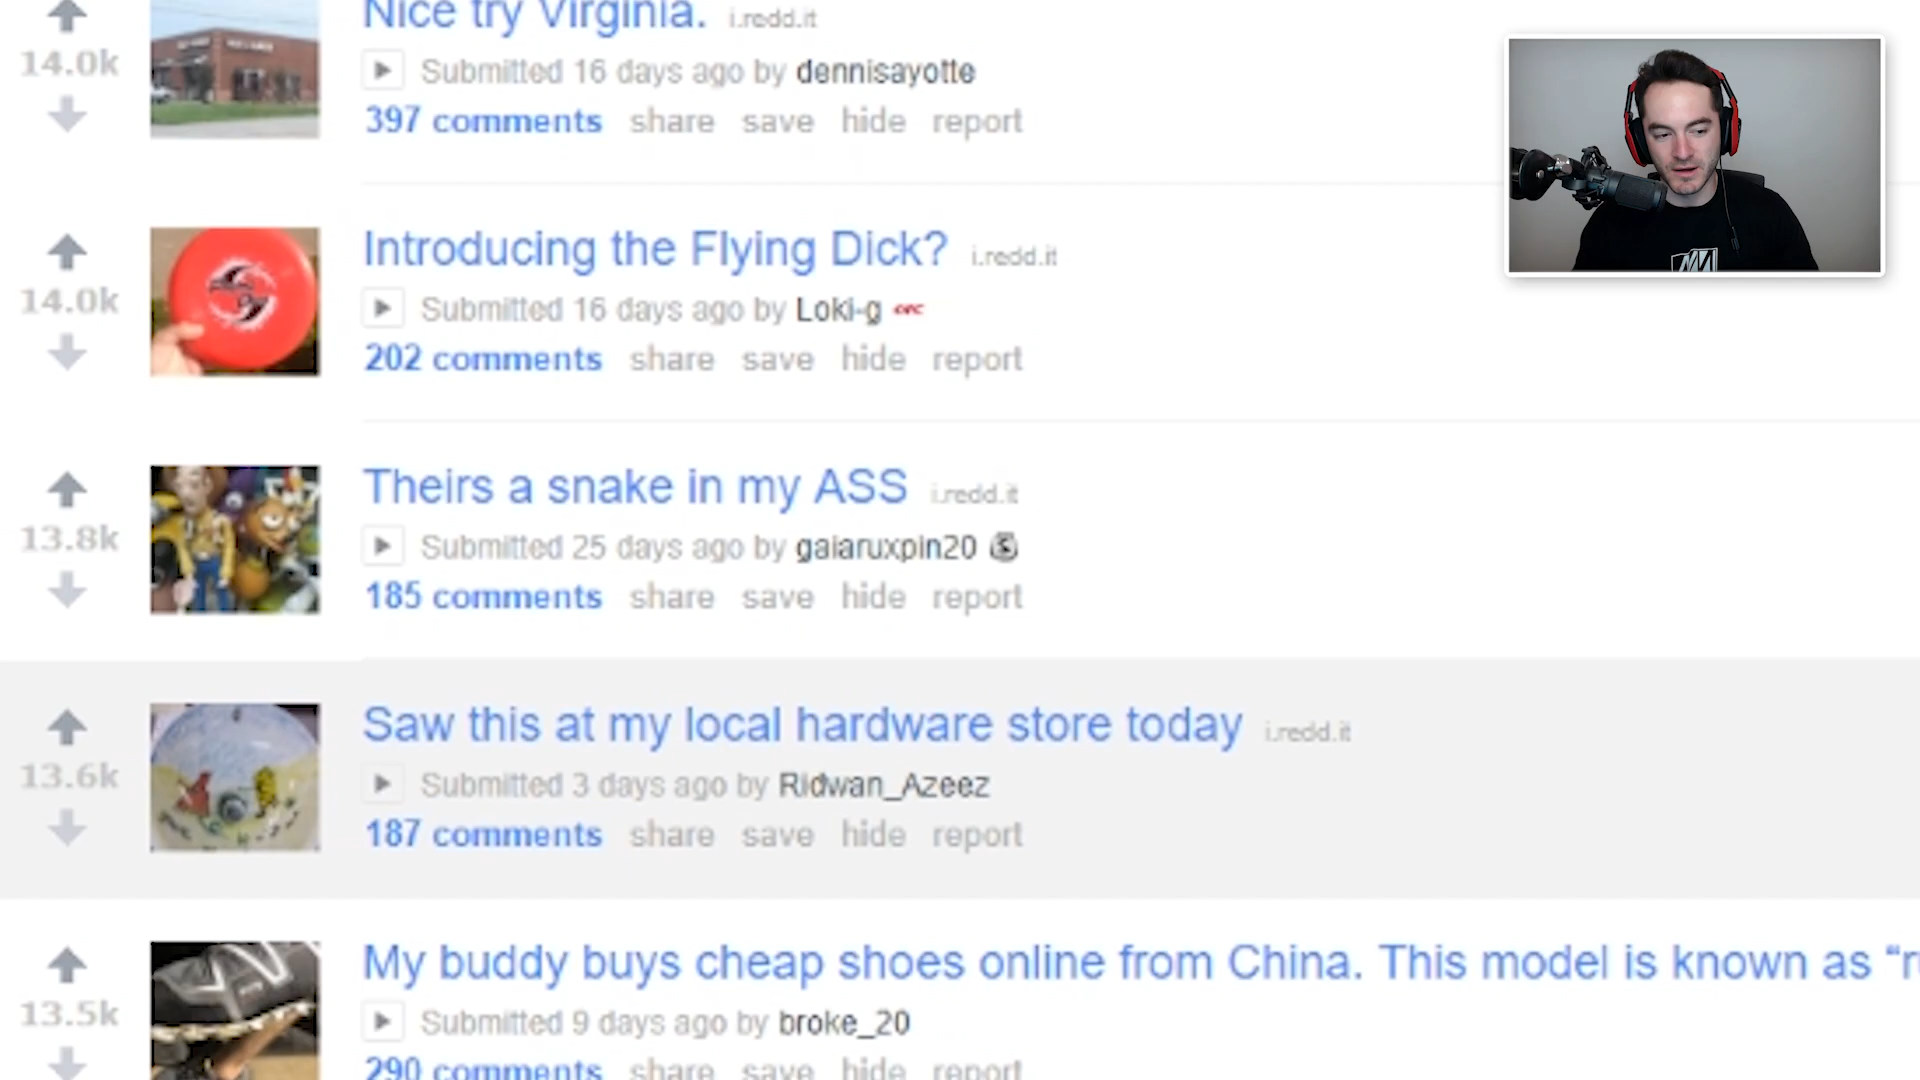 Nice try Virginia. i.redd.it
14.0k
Submitted 16 days ago by dennisayotte
397 comments share save hide report
Introducing the Flying Dick? i.redd.it
14.0k
Submitted 16 days ago by Loki-g
202 comments share save hide report
Theirs a snake in my ASS i.redd.it
13.8k
Submitted 25 days ago by gaiaruxpin20
185 comments share save hide report
Saw this at my local hardware store today i.redd.it
13.6k
Submitted 3 days ago by Ridwan_Azeez
187 comments share save hide report
My buddy buys cheap shoes online from China. This model is known as
13.5k
Submitted 9 days ago by broke_20
290 comments share save hide report